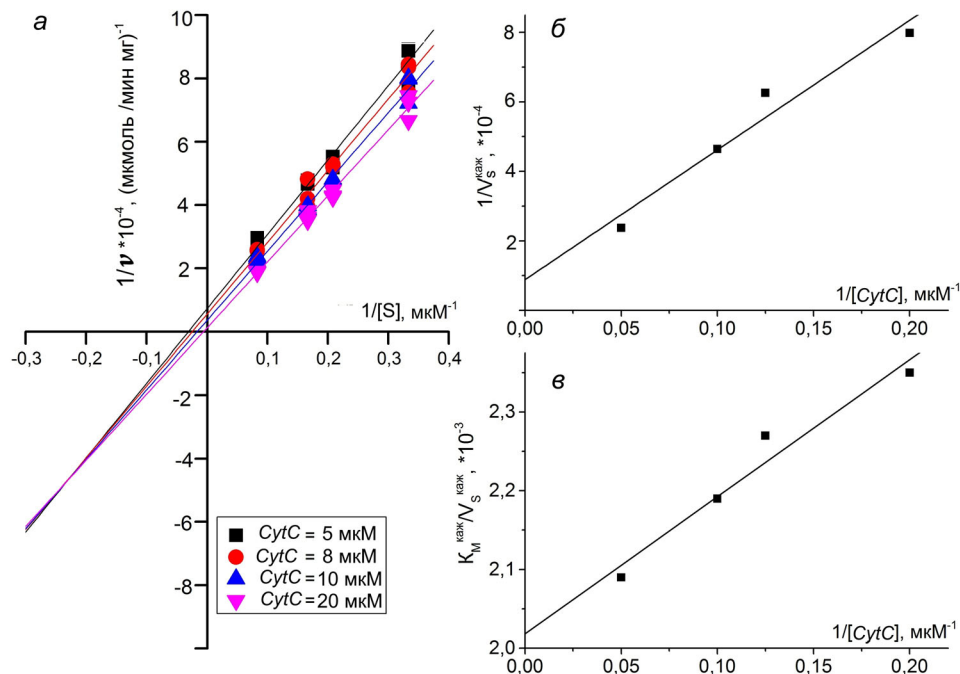 а
1/v *10⁻⁴, (мкмоль /мин мг)⁻¹
10
8
6
4
2
-2
-4
-6
-8
1/[S], мкМ⁻¹
-0,3
-0,2
-0,1
0,1
0,2
0,3
0,4
CytC = 5 мкМ
CytC = 8 мкМ
CytC = 10 мкМ
CytC = 20 мкМ
б
1/V_S^каж, *10⁻⁴
8
6
4
2
1/[CytC], мкМ⁻¹
0,00
0,05
0,10
0,15
0,20
в
K_M^каж/V_S^каж, *10⁻³
2,3
2,2
2,1
2,0
1/[CytC], мкМ⁻¹
0,00
0,05
0,10
0,15
0,20